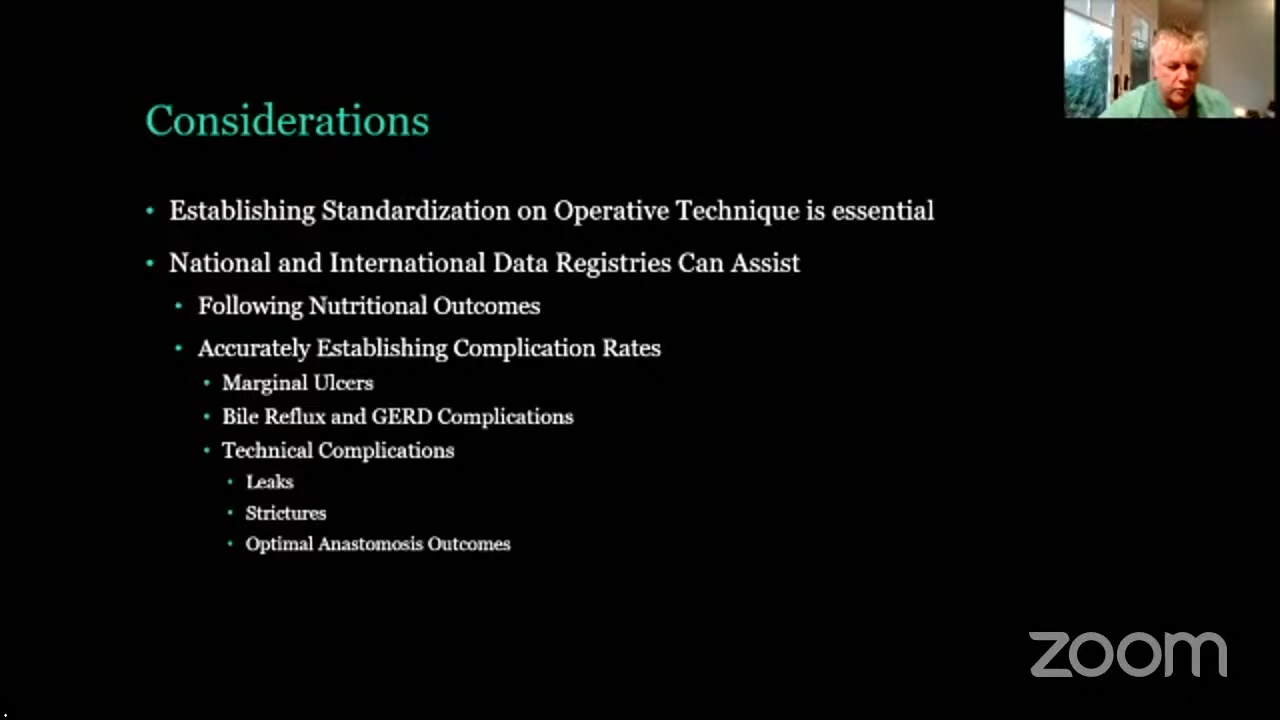 Considerations
• Establishing Standardization on Operative Technique is essential
• National and International Data Registries Can Assist
• Following Nutritional Outcomes
• Accurately Establishing Complication Rates
• Marginal Ulcers
• Bile Reflux and GERD Complications
• Technical Complications
• Leaks
• Strictures
• Optimal Anastomosis Outcomes
zoom